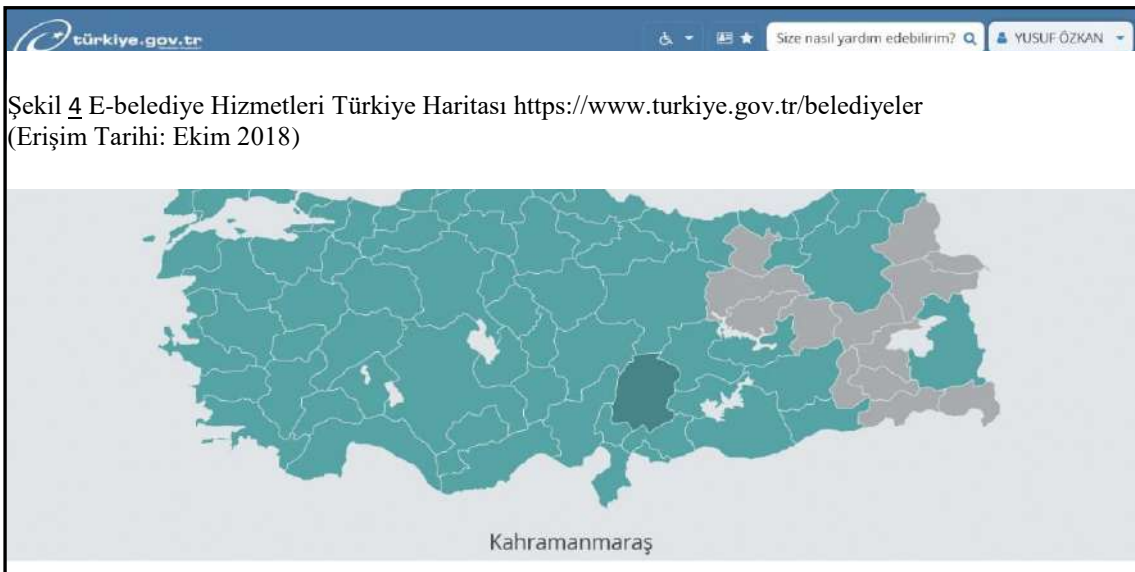 türkiye.gov.tr
Size nasıl yardım edebilirim? YUSUF ÖZKAN
Şekil 4 E-belediye Hizmetleri Türkiye Haritası https://www.turkiye.gov.tr/belediyeler
(Erişim Tarihi: Ekim 2018)
Kahramanmaraş